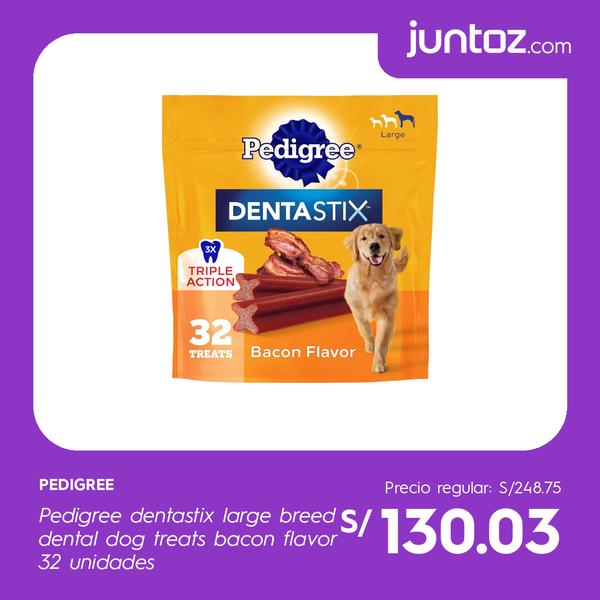 juntoz.com
Large
Pedigree®
DENTASTIX™
3X
TRIPLE
ACTION
32
TREATS
Bacon Flavor
PEDIGREE
Precio regular: S/248.75
Pedigree dentastix large breed
dental dog treats bacon flavor
32 unidades
S/ 130.03